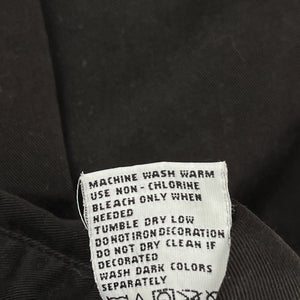 MACHINE WASH WARM
USE NON - CHLORINE
BLEACH ONLY WHEN
NEEDED
TUMBLE DRY LOW
DO NOT IRON DECORATION
DO NOT DRY CLEAN IF
DECORATED
WASH DARK COLORS
SEPARATELY